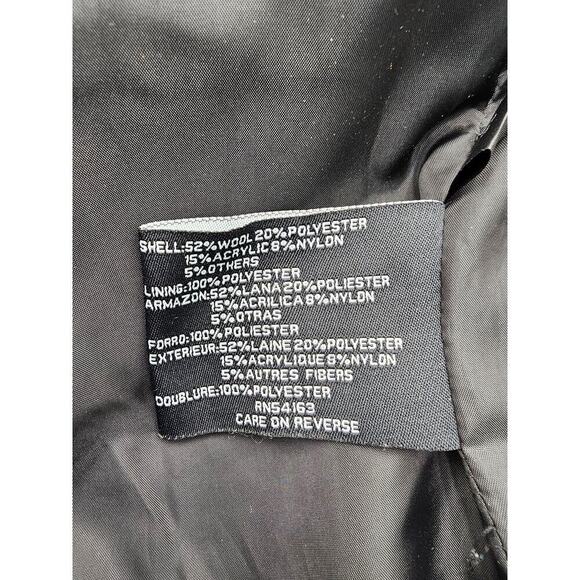 SHELL:52%WOOL 20%POLYESTER
15%ACRYLIC 8%NYLON
5%OTHERS
LINING:100%POLYESTER
ARMAZON:52%LANA 20%POLIESTER
15%ACRILICA 8%NYLON
5%OTRAS
FORRO:100%POLIESTER
EXTERIEUR:52%LAINE 20%POLYESTER
15%ACRYLIQUE 8%NYLON
5%AUTRES FIBERS
DOUBLURE:100%POLYESTER
RN54163
CARE ON REVERSE